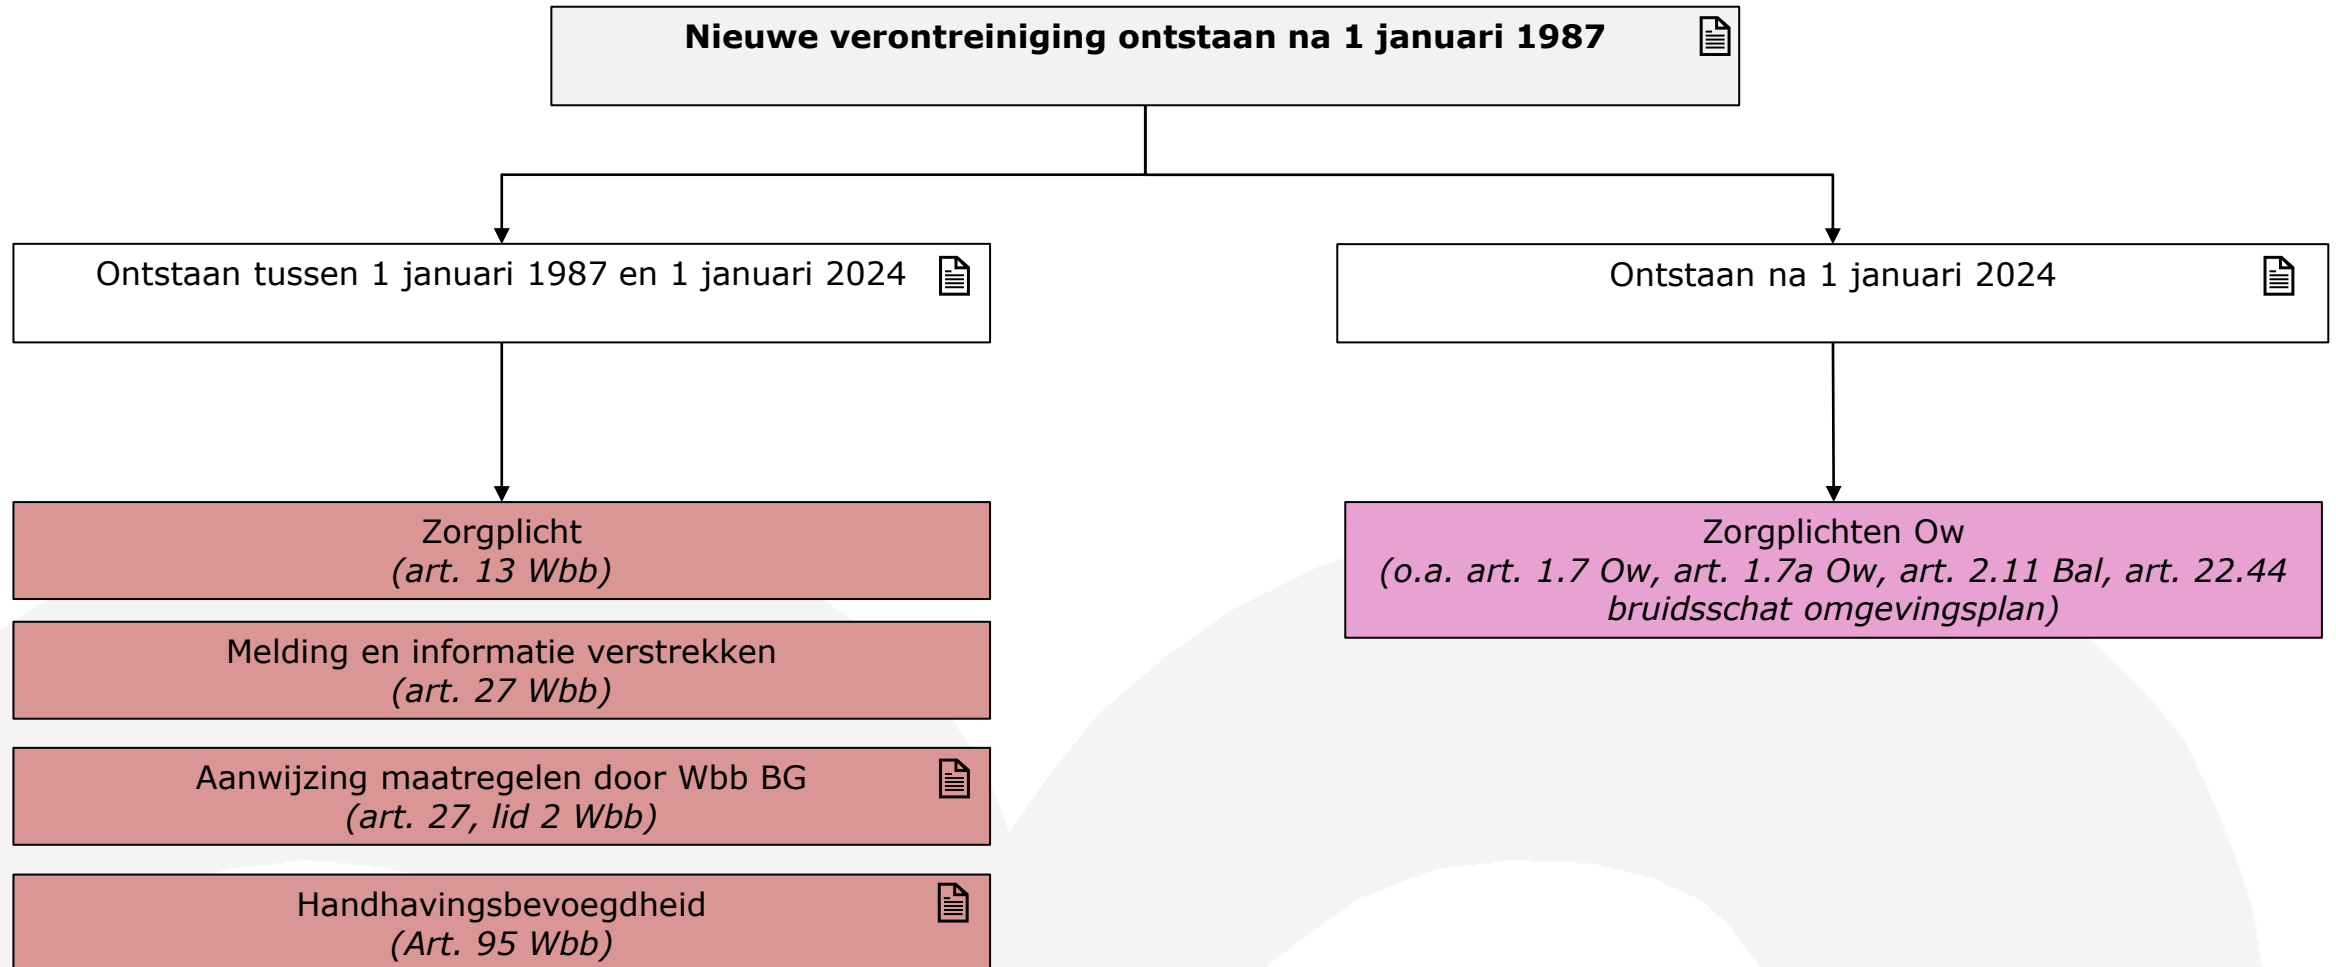 Nieuwe verontreiniging ontstaan na 1 januari 1987
Ontstaan tussen 1 januari 1987 en 1 januari 2024
Ontstaan na 1 januari 2024
Zorgplicht
(art. 13 Wbb)
Zorgplichten Ow
(o.a. art. 1.7 Ow, art. 1.7a Ow, art. 2.11 Bal, art. 22.44
bruidsschat omgevingsplan)
Melding en informatie verstrekken
(art. 27 Wbb)
Aanwijzing maatregelen door Wbb BG
(art. 27, lid 2 Wbb)
Handhavingsbevoegdheid
(Art. 95 Wbb)